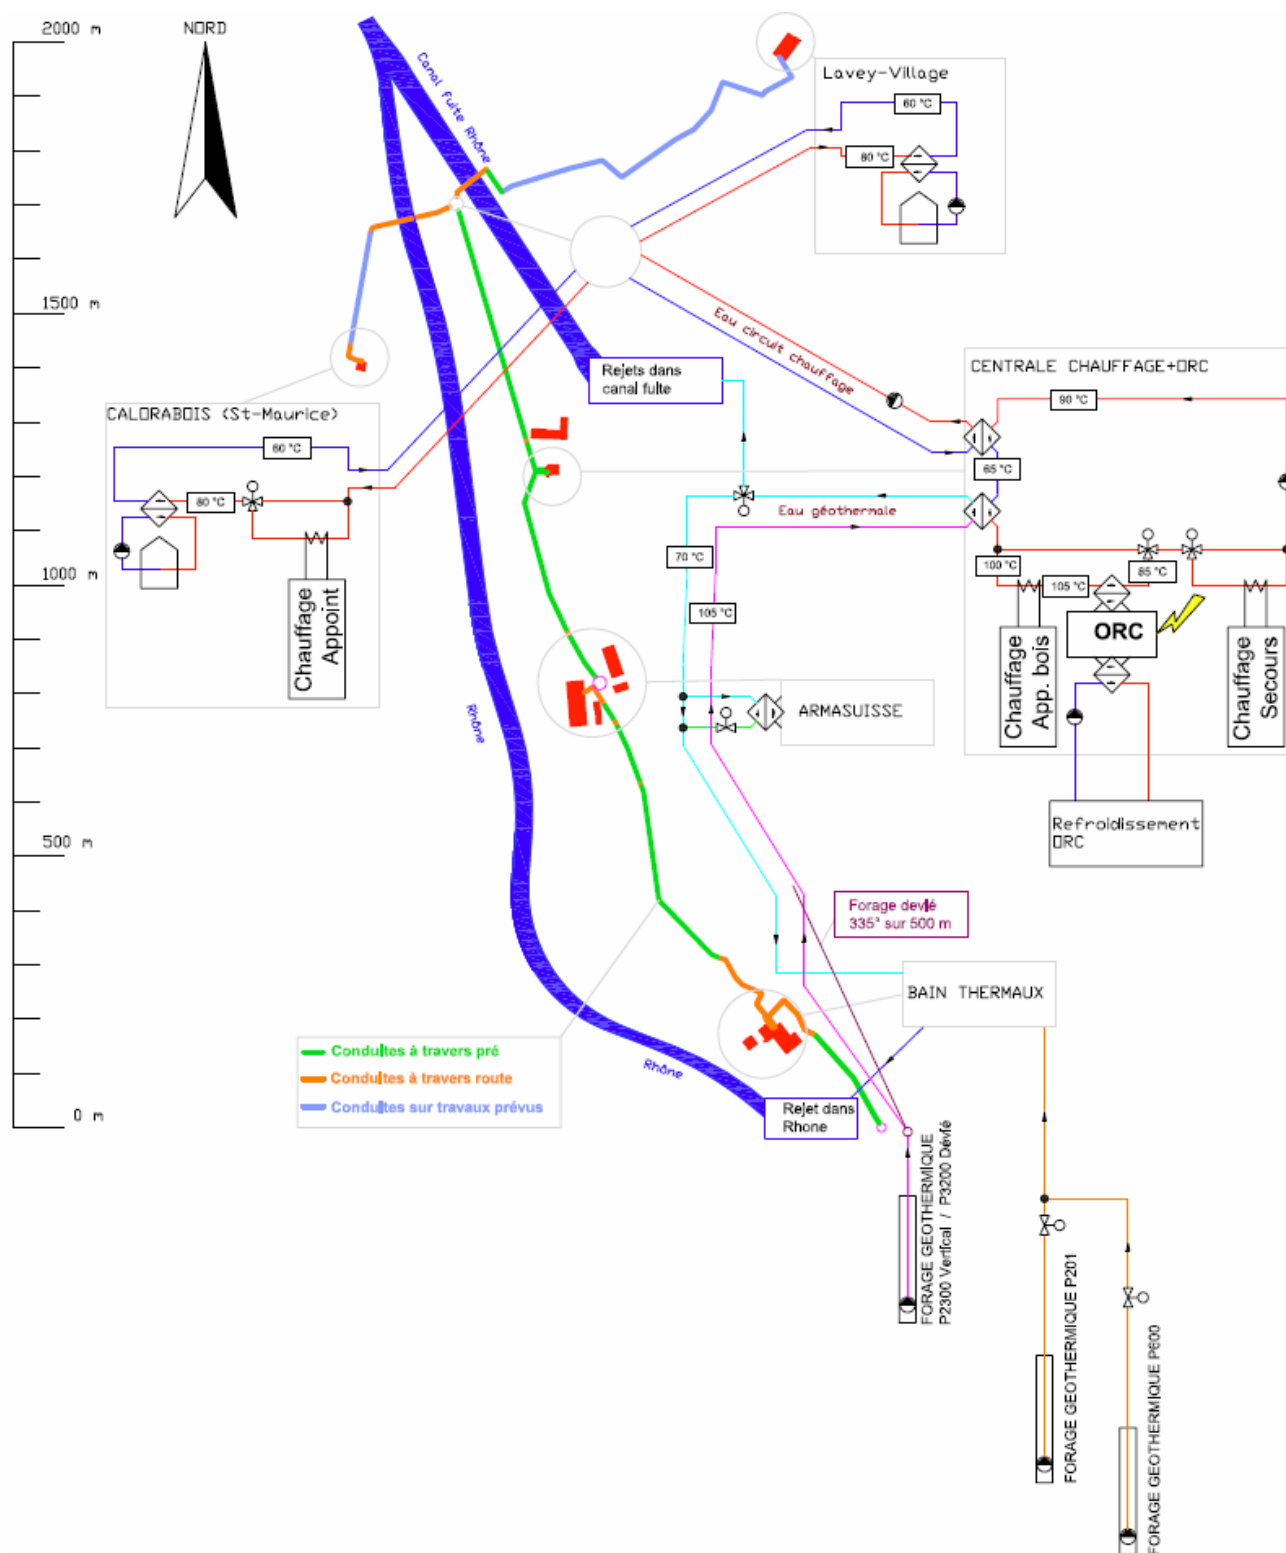 2000 m
NORD
Canal fuite Rhône
Lavey-Village
60 °C
80 °C
1500 m
Eau circuit chauffage
Rejets dans
canal fuite
CENTRALE CHAUFFAGE+ORC
90 °C
65 °C
CALORABOIS (St-Maurice)
60 °C
80 °C
Chauffage
Appoint
Eau géothermale
70 °C
105 °C
100 °C
105 °C
85 °C
ORC
Chauffage
App. bois
Chauffage
Secours
1000 m
Rhône
ARMASUISSE
Refroidissement
ORC
500 m
Forage devié
335° sur 500 m
BAIN THERMAUX
Conduites à travers pré
Conduites à travers route
Conduites sur travaux prévus
Rhône
0 m
Rejet dans
Rhone
FORAGE GEOTHERMIQUE
P2300 Vertical / P3200 Dévié
FORAGE GEOTHERMIQUE P201
FORAGE GEOTHERMIQUE P600